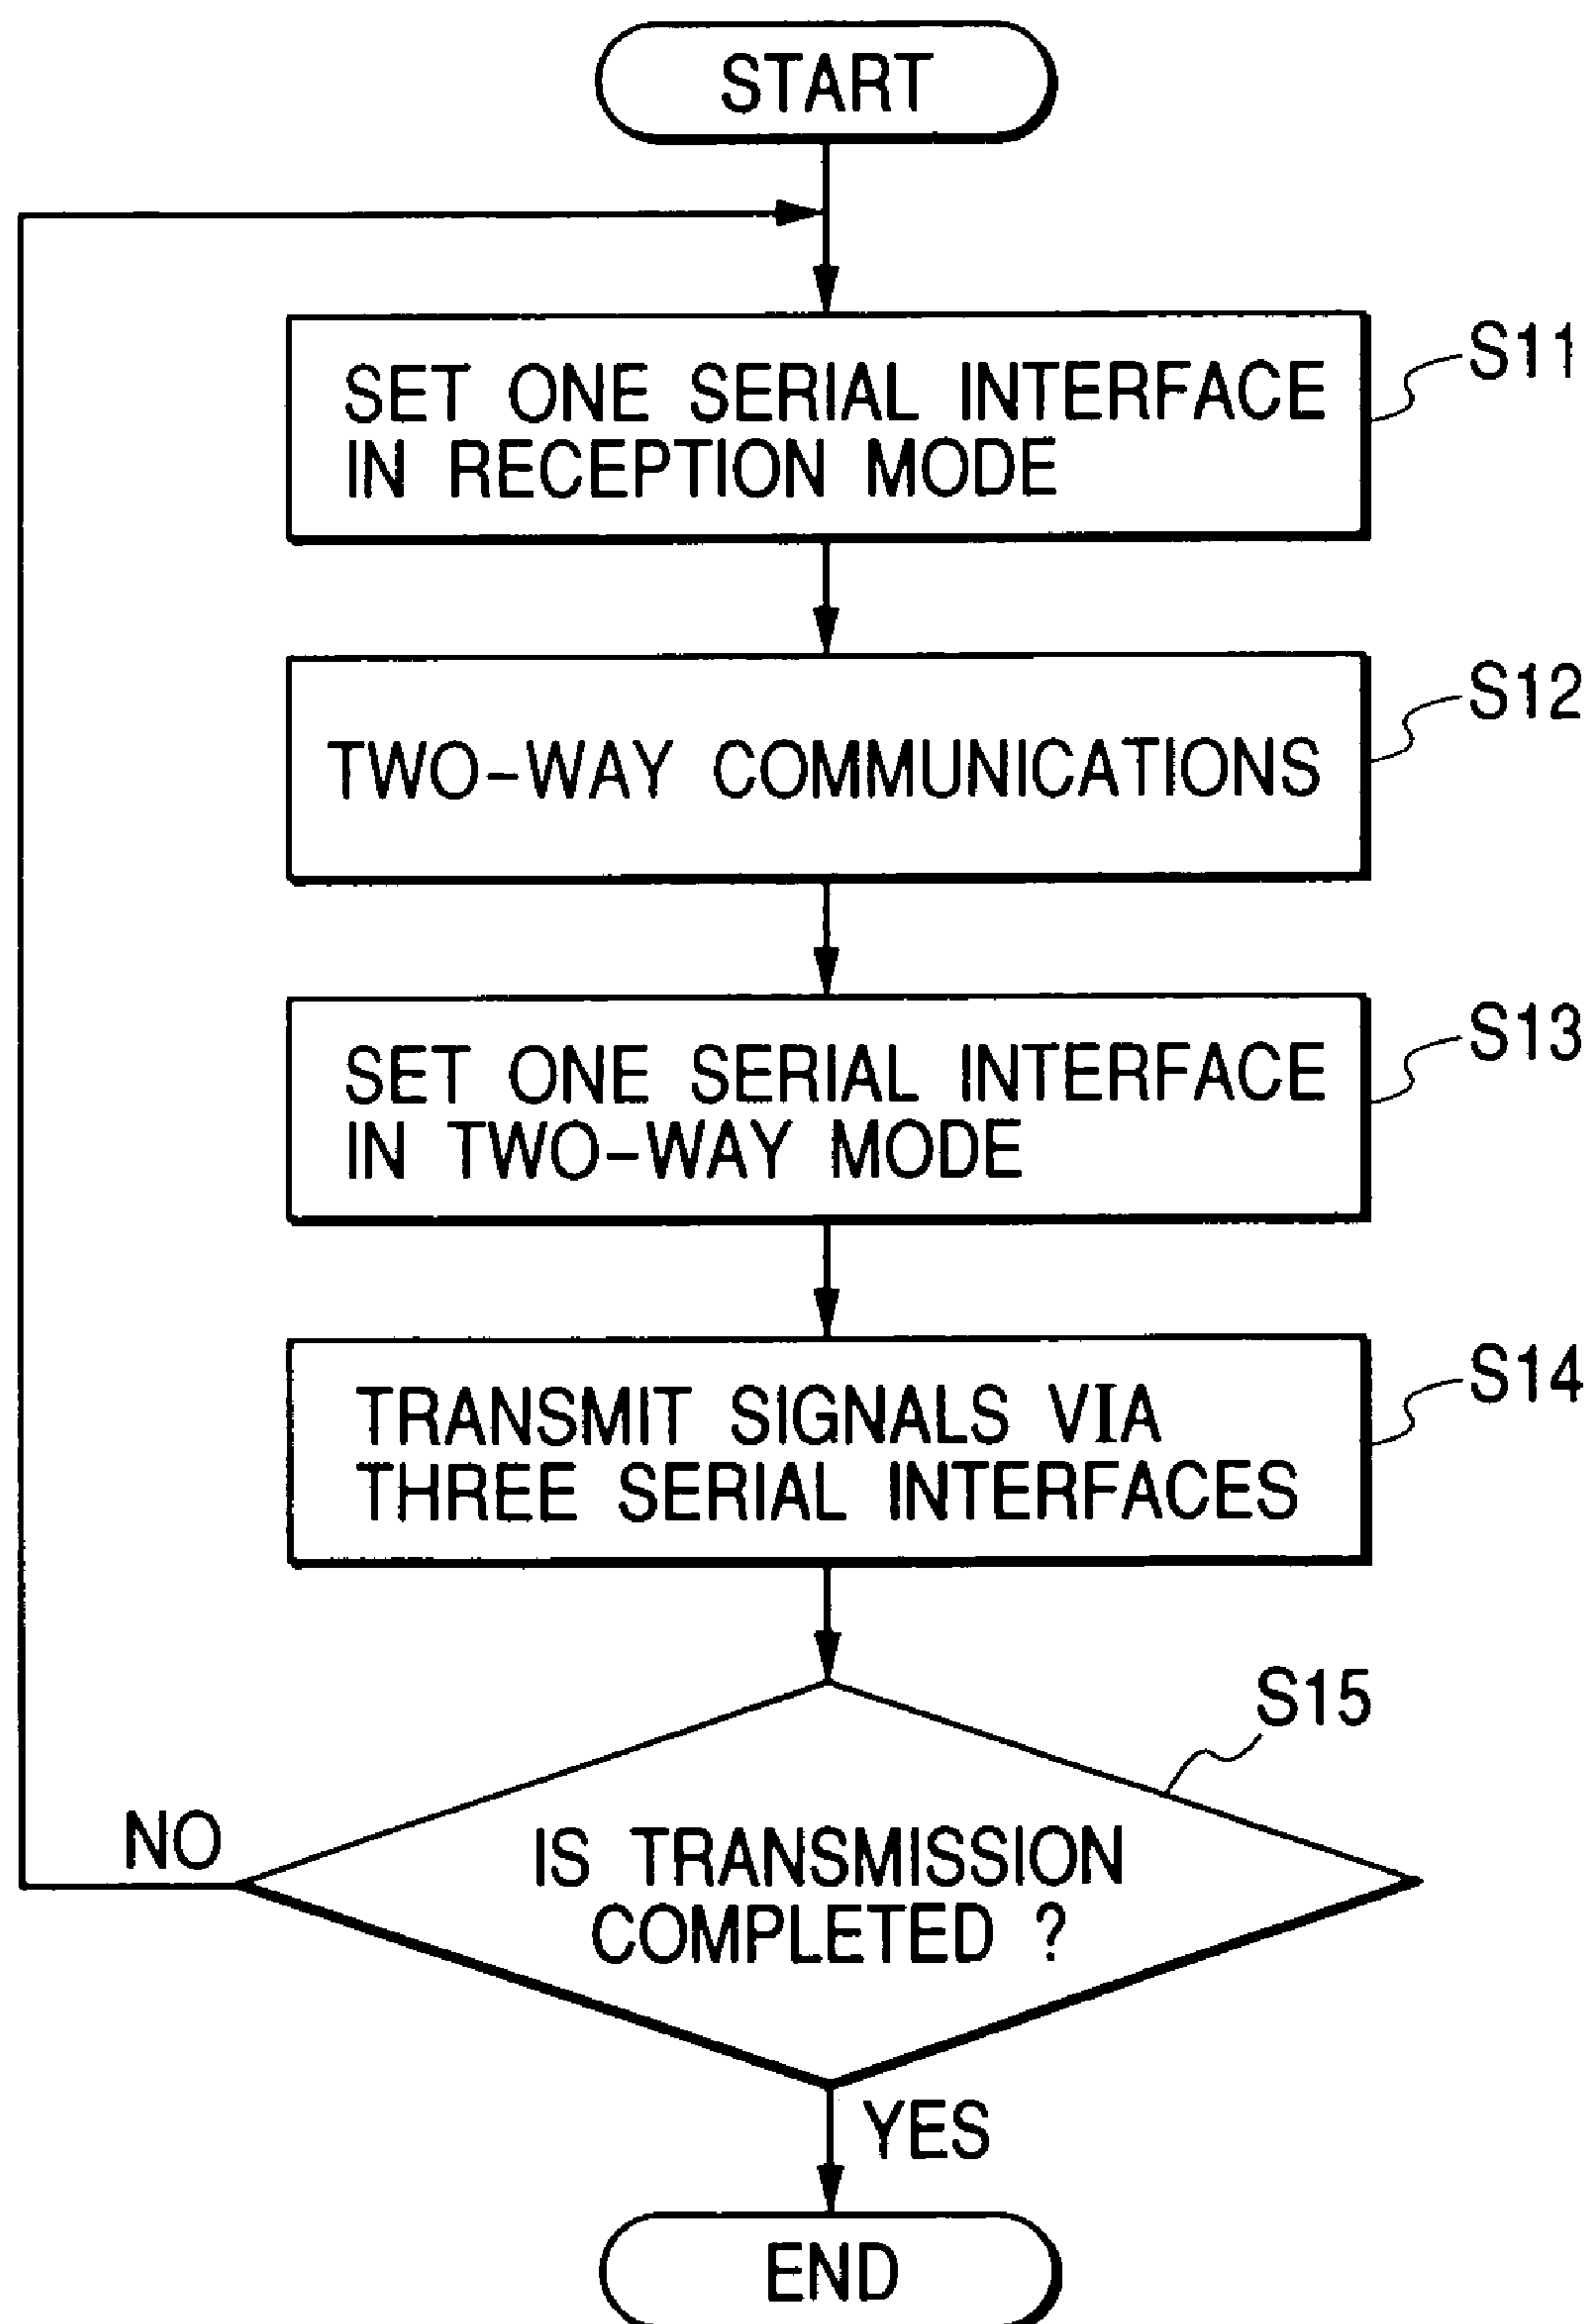 START
SET ONE SERIAL INTERFACE
IN RECEPTION MODE
S11
TWO-WAY COMMUNICATIONS
S12
SET ONE SERIAL INTERFACE
IN TWO-WAY MODE
S13
TRANSMIT SIGNALS VIA
THREE SERIAL INTERFACES
S14
S15
IS TRANSMISSION
COMPLETED ?
NO
YES
END